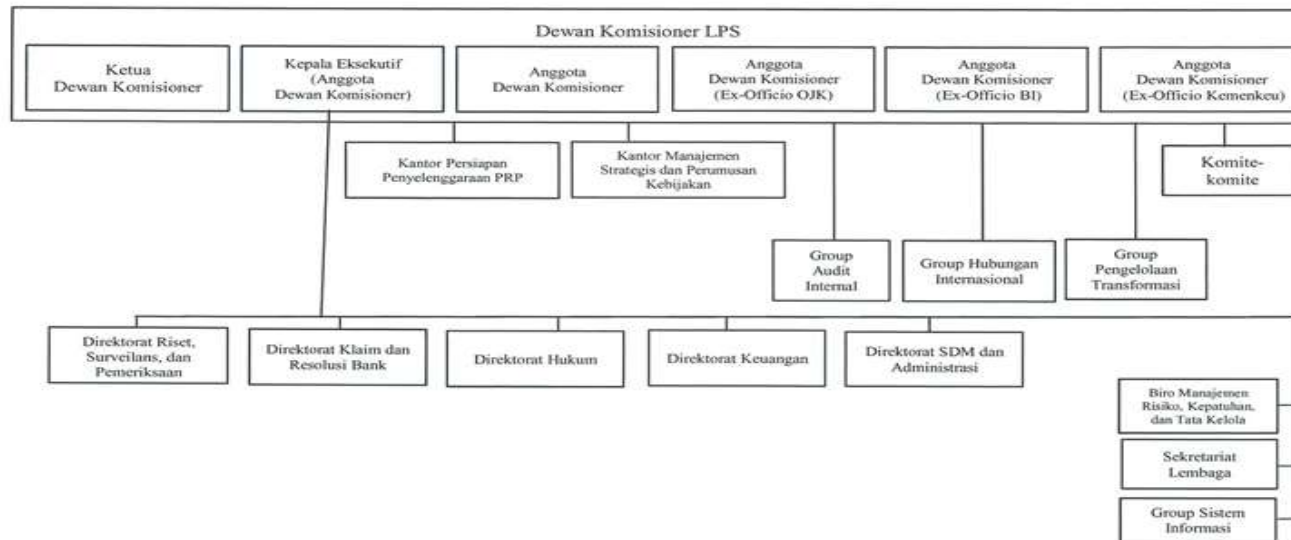 Dewan Komisioner LPS
Ketua
Dewan Komisioner
Kepala Eksekutif
(Anggota
Dewan Komisioner)
Anggota
Dewan Komisioner
Anggota
Dewan Komisioner
(Ex-Officio OJK)
Anggota
Dewan Komisioner
(Ex-Officio BI)
Anggota
Dewan Komisioner
(Ex-Officio Kemenkeu)
Kantor Persiapan
Penyelenggaraan PRP
Kantor Manajemen
Strategis dan Perumusan
Kebijakan
Komite-
komite
Group
Audit
Internal
Group Hubungan
Internasional
Group
Pengelolaan
Transformasi
Direktorat Riset,
Surveilans, dan
Pemeriksaan
Direktorat Klaim dan
Resolusi Bank
Direktorat Hukum
Direktorat Keuangan
Direktorat SDM dan
Administrasi
Biro Manajemen
Risiko, Kepatuhan,
dan Tata Kelola
Sekretariat
Lembaga
Group Sistem
Informasi